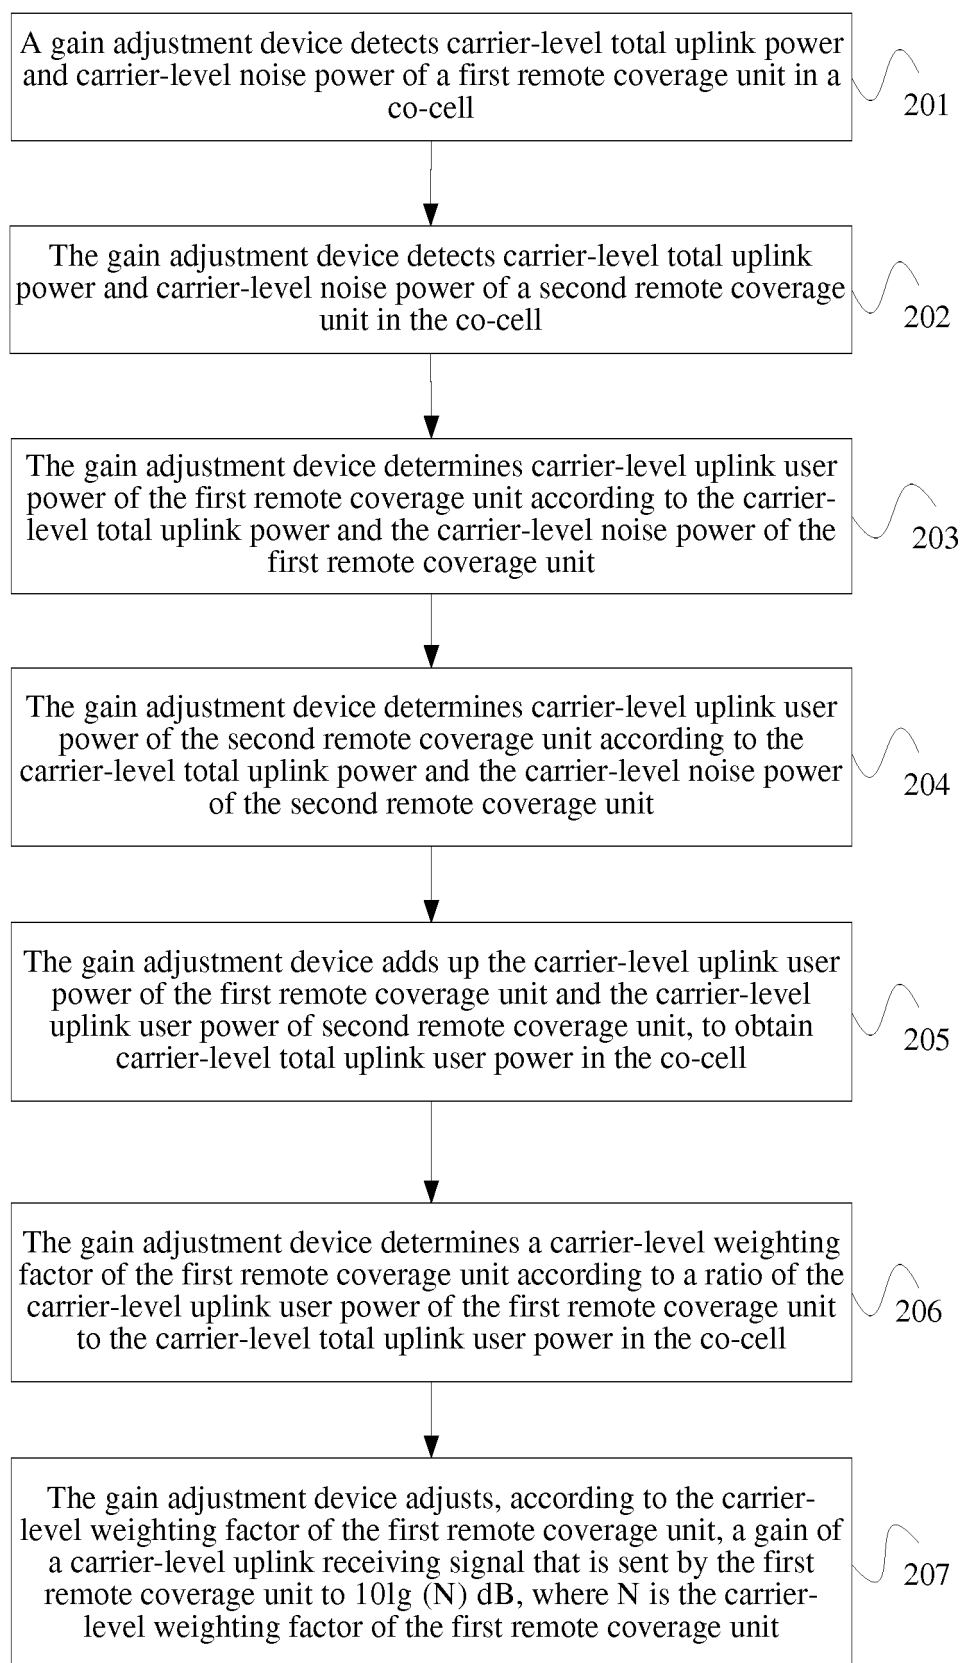 A gain adjustment device detects carrier-level total uplink power
and carrier-level noise power of a first remote coverage unit in a
co-cell
201
The gain adjustment device detects carrier-level total uplink
power and carrier-level noise power of a second remote coverage
unit in the co-cell
202
The gain adjustment device determines carrier-level uplink user
power of the first remote coverage unit according to the carrier-
level total uplink power and the carrier-level noise power of the
first remote coverage unit
203
The gain adjustment device determines carrier-level uplink user
power of the second remote coverage unit according to the
carrier-level total uplink power and the carrier-level noise power
of the second remote coverage unit
204
The gain adjustment device adds up the carrier-level uplink user
power of the first remote coverage unit and the carrier-level
uplink user power of second remote coverage unit, to obtain
carrier-level total uplink user power in the co-cell
205
The gain adjustment device determines a carrier-level weighting
factor of the first remote coverage unit according to a ratio of the
carrier-level uplink user power of the first remote coverage unit
to the carrier-level total uplink user power in the co-cell
206
The gain adjustment device adjusts, according to the carrier-
level weighting factor of the first remote coverage unit, a gain of
a carrier-level uplink receiving signal that is sent by the first
remote coverage unit to 10lg (N) dB, where N is the carrier-
level weighting factor of the first remote coverage unit
207